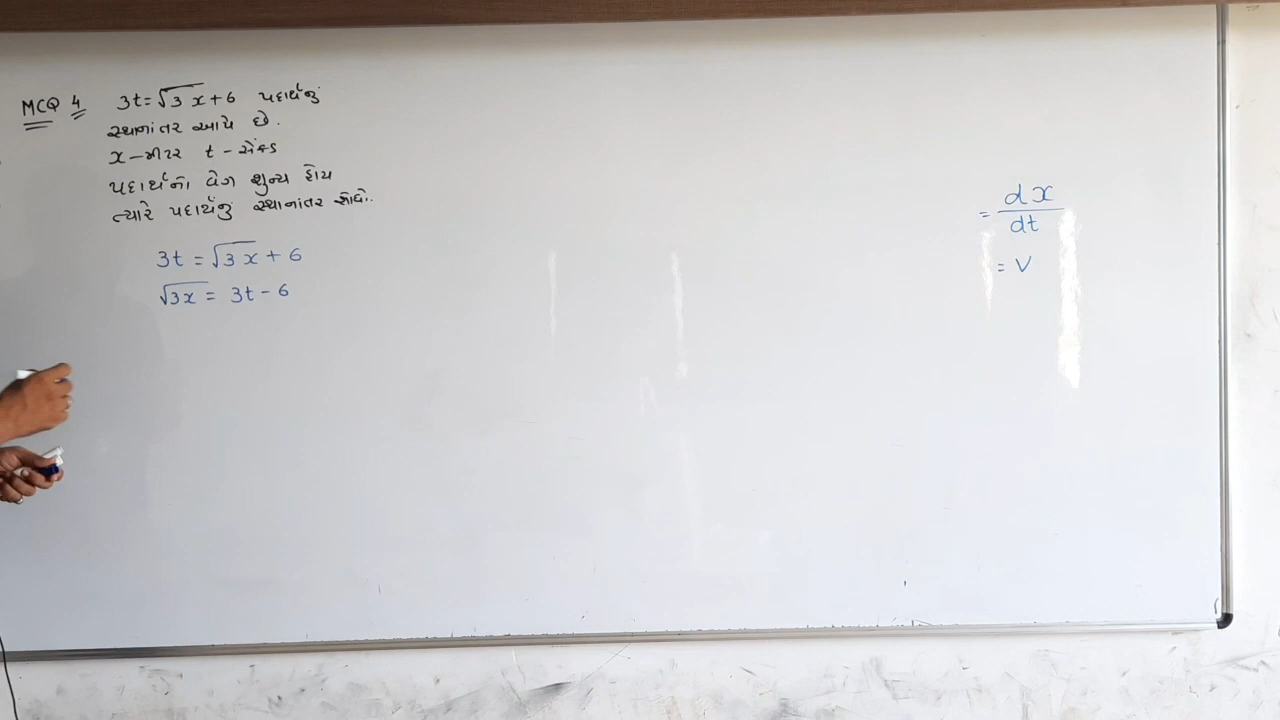 MCQ 4 3t = √3x + 6 પદાર્થનું
સ્થાનાંતર આપે છે.
x – મીટર t – સેંકડ
પદાર્થનો વેગ શુન્ય હોય
ત્યારે પદાર્થનું સ્થાનાંતર શોધો.
3t = √3x + 6
√3x = 3t - 6
= dx/dt
= V